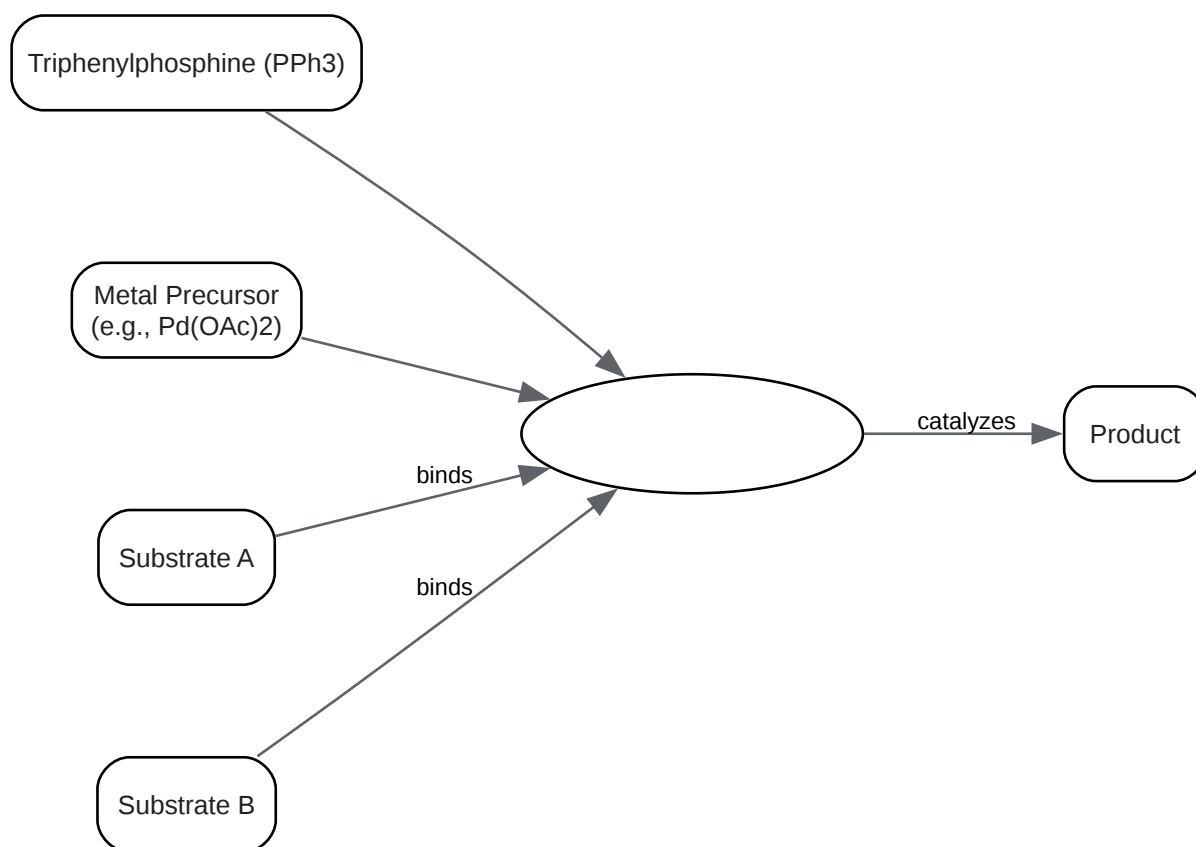 Triphenylphosphine (PPh3)
Metal Precursor
(e.g., Pd(OAc)2)
catalyzes
Product
binds
Substrate A
binds
Substrate B